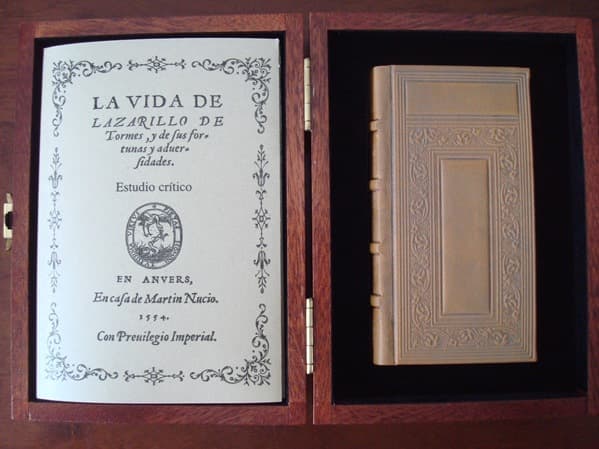 LA VIDA DE
LAZARILLO DE
Tormes, y de sus for-
tunas y aduer-
sidades.
Estudio crítico
EN ANVERS,
En casa de Martin Nucio.
1554.
Con Preuilegio Imperial.